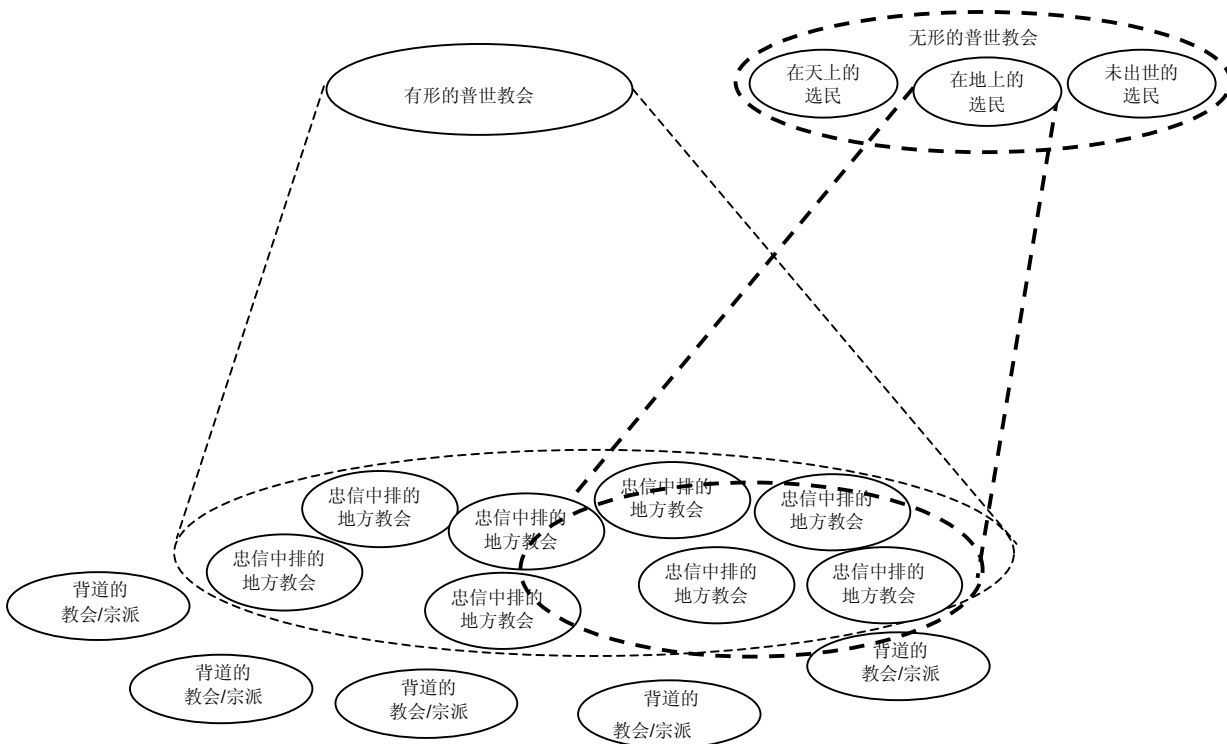 无形的普世教会
在天上的
选民
在地上的
选民
未出世的
选民
有形的普世教会
忠信中排的
地方教会
忠信中排的
地方教会
忠信中排的
地方教会
忠信中排的
地方教会
忠信中排的
地方教会
忠信中排的
地方教会
忠信中排的
地方教会
忠信中排的
地方教会
背道的
教会/宗派
背道的
教会/宗派
背道的
教会/宗派
背道的
教会/宗派
背道的
教会/宗派